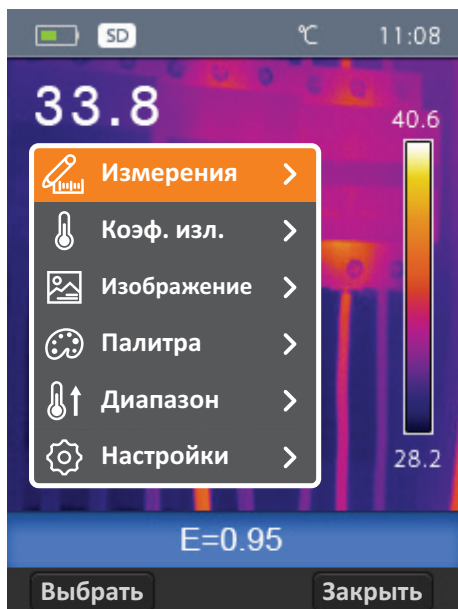 SD ℃ 11:08
33.8
40.6
Измерения
Коэф. изл.
Изображение
Палитра
Диапазон
Настройки
28.2
E=0.95
Выбрать Закрыть